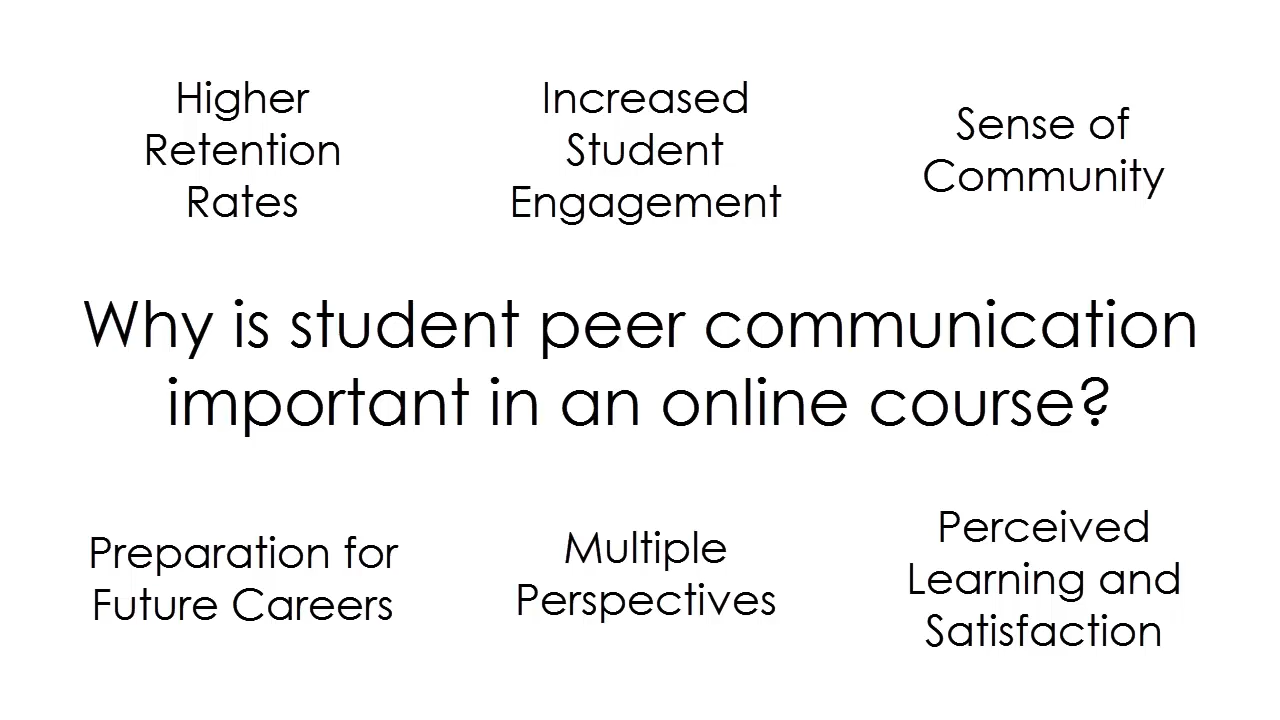 Higher
Retention
Rates
Increased
Student
Engagement
Sense of
Community
Why is student peer communication
important in an online course?
Preparation for
Future Careers
Multiple
Perspectives
Perceived
Learning and
Satisfaction